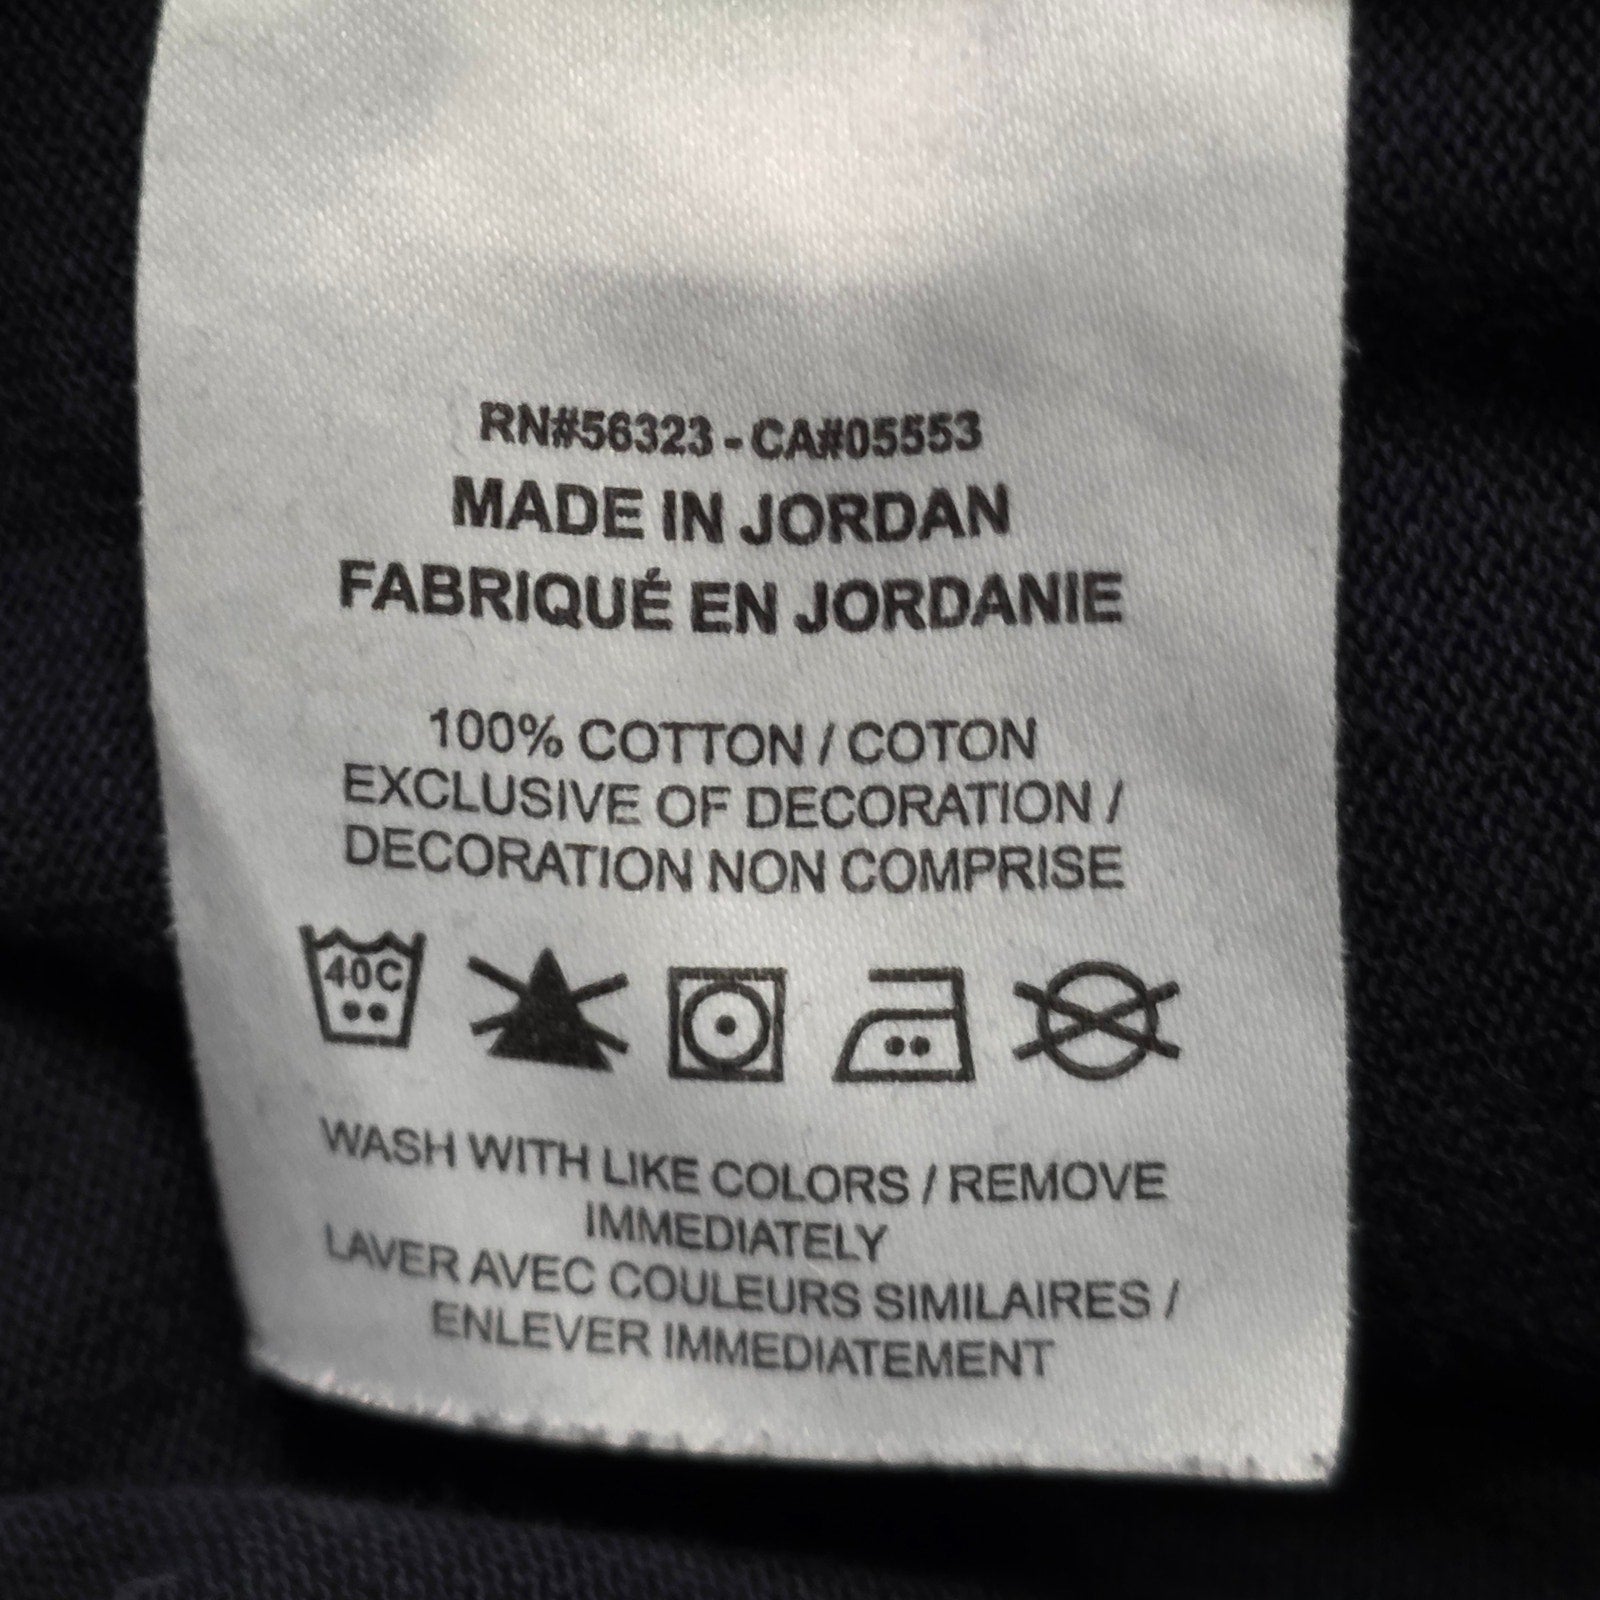 RN#56323 - CA#05553
MADE IN JORDAN
FABRIQUÉ EN JORDANIE
100% COTTON / COTON
EXCLUSIVE OF DECORATION /
DECORATION NON COMPRISE
40C
WASH WITH LIKE COLORS / REMOVE
IMMEDIATELY
LAVER AVEC COULEURS SIMILAIRES /
ENLEVER IMMEDIATEMENT